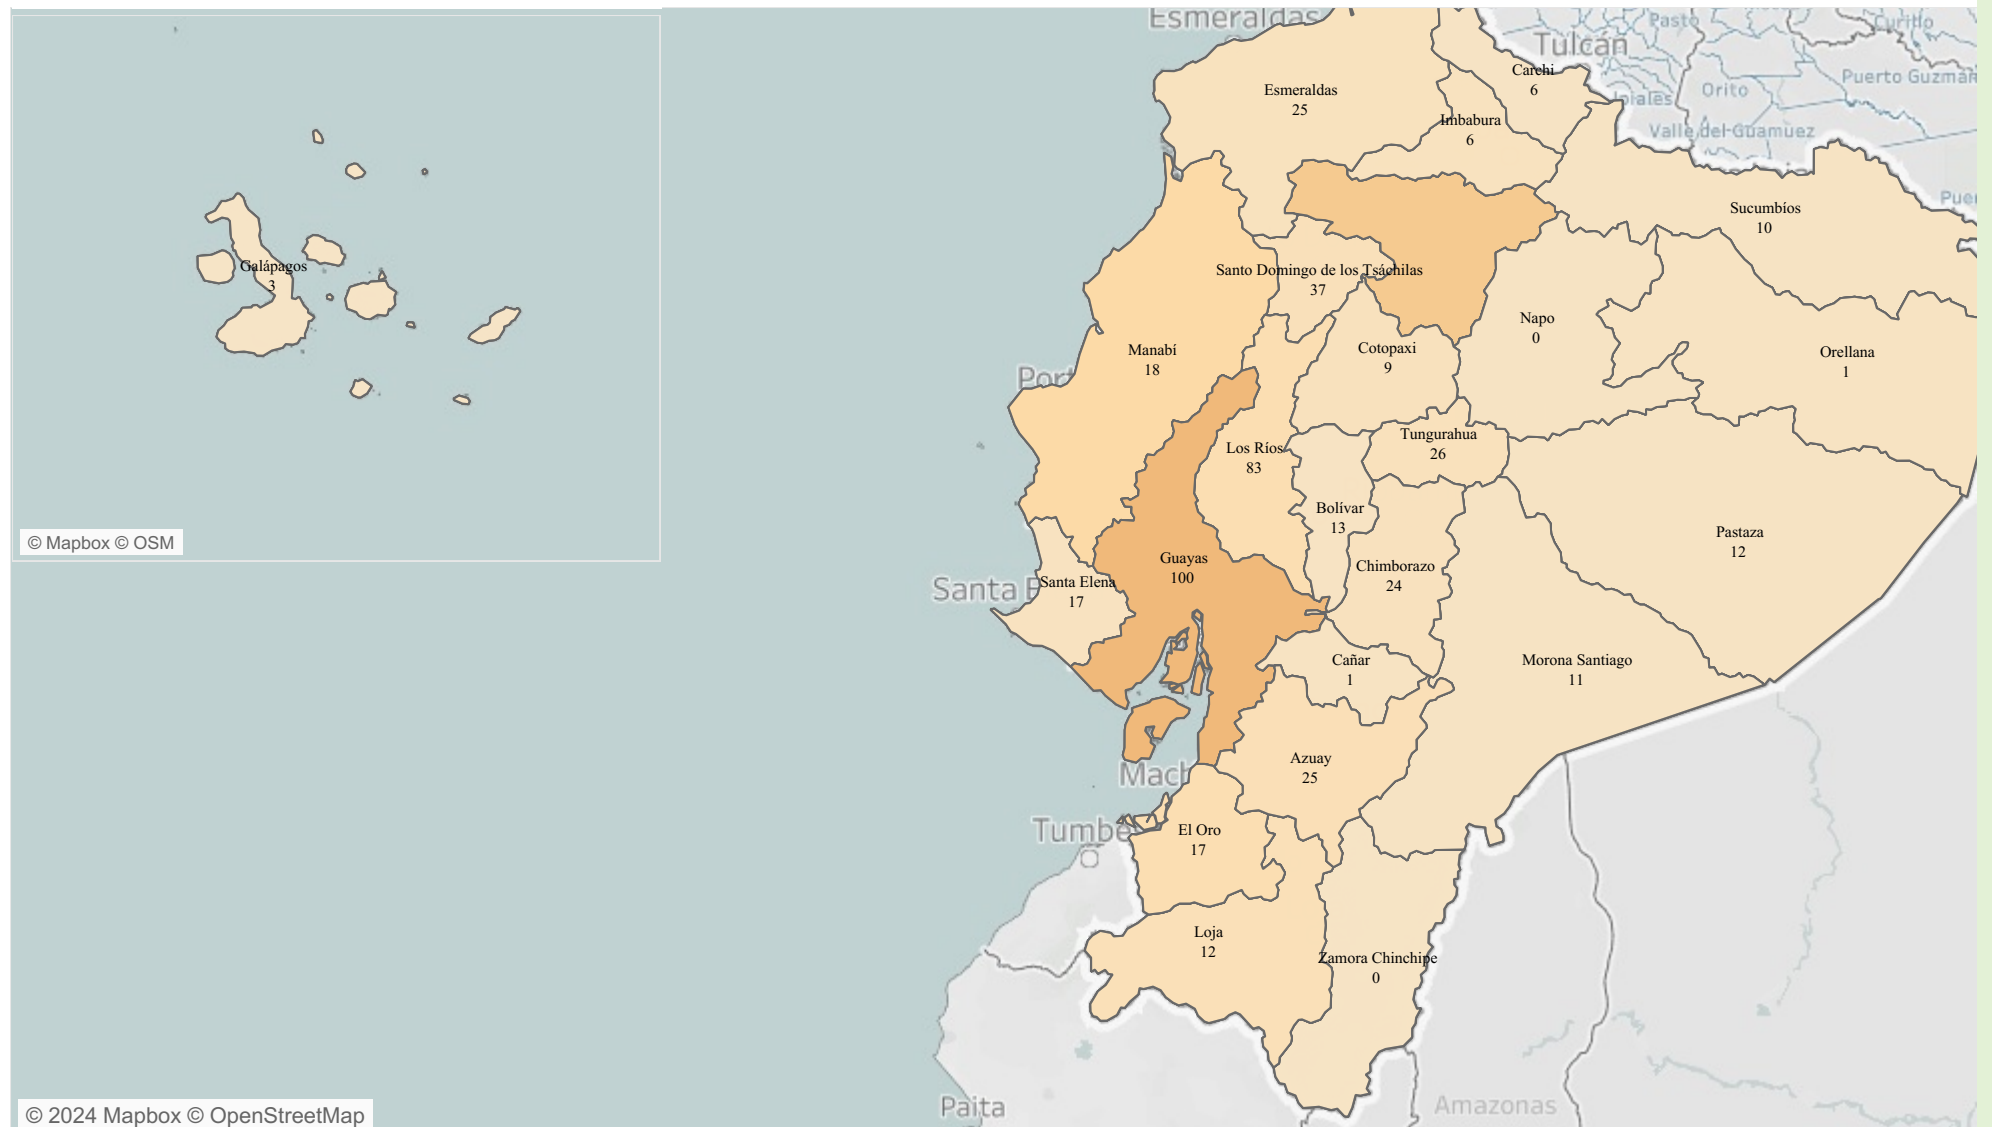 Esmeraldas
Pasto
Curillo
Tulcán
Carchi
6
Puerto Guzmán
Esmeraldas
25
Orito
Ipiales
Imbabura
6
Valle del Guamuez
Sucumbíos
10
Galápagos
3
Santo Domingo de los Tsáchilas
37
Napo
0
Manabí
18
Cotopaxi
9
Orellana
1
Tungurahua
26
Los Ríos
83
Bolívar
13
Pastaza
12
© Mapbox © OSM
Guayas
100
Chimborazo
24
Santa E
Santa Elena
17
Cañar
1
Morona Santiago
11
Azuay
25
Mach
Tumbe
El Oro
17
Loja
12
Zamora Chinchipe
0
Paita
Amazonas
© 2024 Mapbox © OpenStreetMap